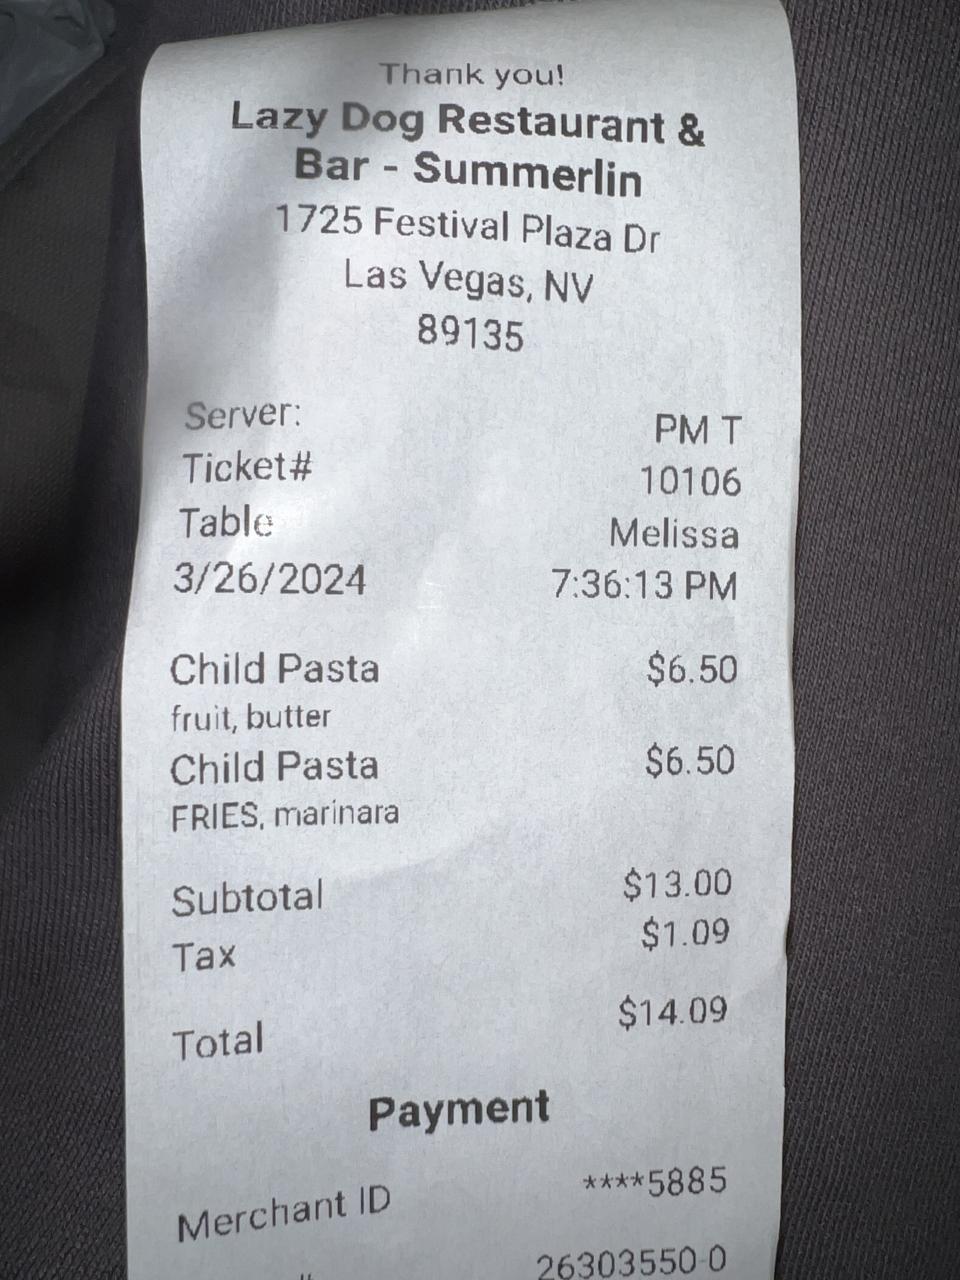 Thank you!
Lazy Dog Restaurant &
Bar - Summerlin
1725 Festival Plaza Dr
Las Vegas, NV
89135
Server: PM T
Ticket# 10106
Table Melissa
3/26/2024 7:36:13 PM
Child Pasta $6.50
fruit, butter
Child Pasta $6.50
FRIES, marinara
Subtotal $13.00
Tax $1.09
Total $14.09
Payment
Merchant ID ****5885
26303550-0